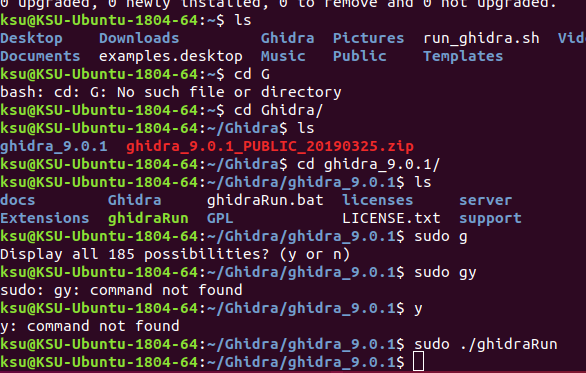 0 upgraded, 0 newly installed, 0 to remove and 0 not upgraded.
ksu@KSU-Ubuntu-1804-64:~$ ls
Desktop Downloads Ghidra Pictures run_ghidra.sh Vid
Documents examples.desktop Music Public Templates
ksu@KSU-Ubuntu-1804-64:~$ cd G
bash: cd: G: No such file or directory
ksu@KSU-Ubuntu-1804-64:~$ cd Ghidra/
ksu@KSU-Ubuntu-1804-64:~/Ghidra$ ls
ghidra_9.0.1 ghidra_9.0.1_PUBLIC_20190325.zip
ksu@KSU-Ubuntu-1804-64:~/Ghidra$ cd ghidra_9.0.1/
ksu@KSU-Ubuntu-1804-64:~/Ghidra/ghidra_9.0.1$ ls
docs Ghidra ghidraRun.bat licenses server
Extensions ghidraRun GPL LICENSE.txt support
ksu@KSU-Ubuntu-1804-64:~/Ghidra/ghidra_9.0.1$ sudo g
Display all 185 possibilities? (y or n)
ksu@KSU-Ubuntu-1804-64:~/Ghidra/ghidra_9.0.1$ sudo gy
sudo: gy: command not found
ksu@KSU-Ubuntu-1804-64:~/Ghidra/ghidra_9.0.1$ y
y: command not found
ksu@KSU-Ubuntu-1804-64:~/Ghidra/ghidra_9.0.1$ sudo ./ghidraRun
ksu@KSU-Ubuntu-1804-64:~/Ghidra/ghidra_9.0.1$